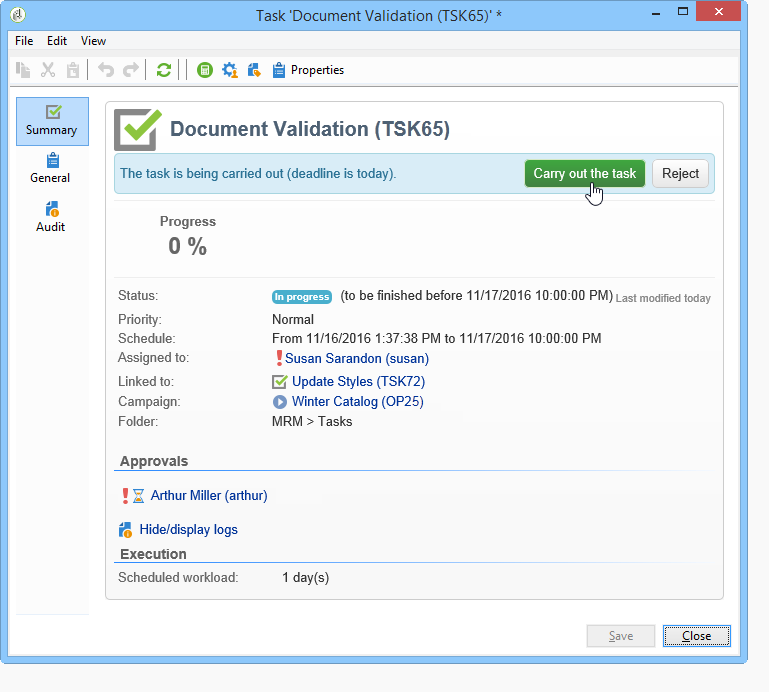 Task 'Document Validation (TSK65)' *
File Edit View
Properties
Summary
General
Audit
Document Validation (TSK65)
The task is being carried out (deadline is today).
Carry out the task
Reject
Progress
0 %
Status: In progress (to be finished before 11/17/2016 10:00:00 PM) Last modified today
Priority: Normal
Schedule: From 11/16/2016 1:37:38 PM to 11/17/2016 10:00:00 PM
Assigned to: Susan Sarandon (susan)
Linked to: Update Styles (TSK72)
Campaign: Winter Catalog (OP25)
Folder: MRM > Tasks
Approvals
Arthur Miller (arthur)
Hide/display logs
Execution
Scheduled workload: 1 day(s)
Save
Close